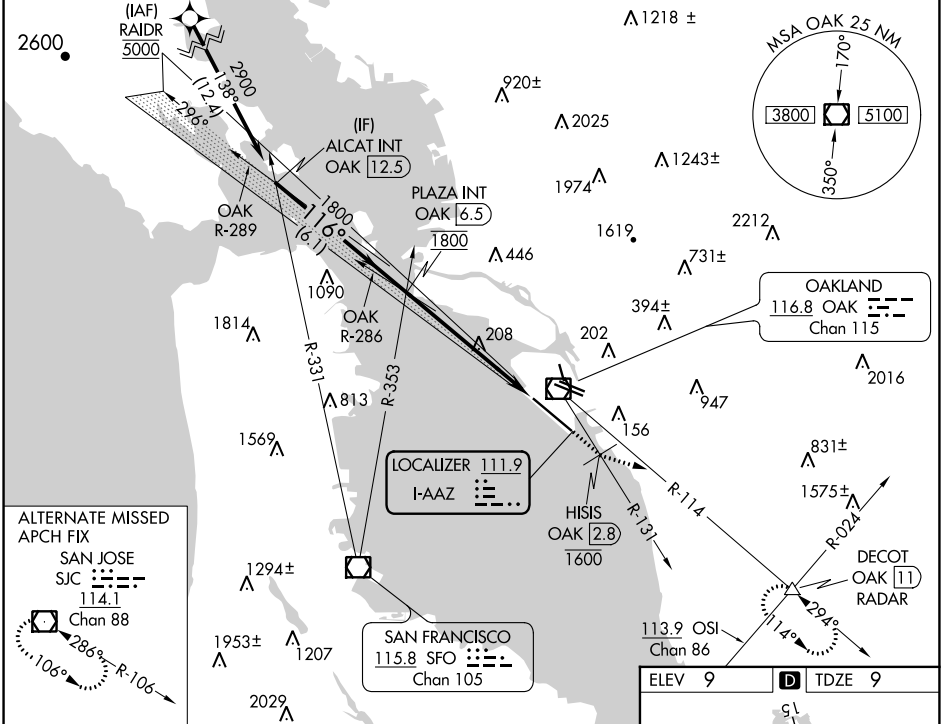 (IAF)
RAIDR
5000
2600
2900
138°
(12.4)
296°
(IF)
ALCAT INT
OAK 12.5
OAK
R-289
1800
116°
(6.1)
PLAZA INT
OAK 6.5
1800
OAK
R-286
1218 ±
920±
2025
1974
1243±
1619
2212
731±
446
394±
202
208
1090
1814
813
1569
156
947
2016
831±
1575±
1294±
1953±
1207
2029
MSA OAK 25 NM
170°
3800
5100
350°
OAKLAND
116.8 OAK
Chan 115
R-331
R-353
LOCALIZER 111.9
I-AAZ
HISIS
OAK 2.8
1600
R-131
R-114
R-024
DECOT
OAK 11
RADAR
294°
114°
113.9 OSI
Chan 86
SAN FRANCISCO
115.8 SFO
Chan 105
ALTERNATE MISSED
APCH FIX
SAN JOSE
SJC
114.1
Chan 88
286°
R-106
106°
ELEV 9
D
TDZE 9
15